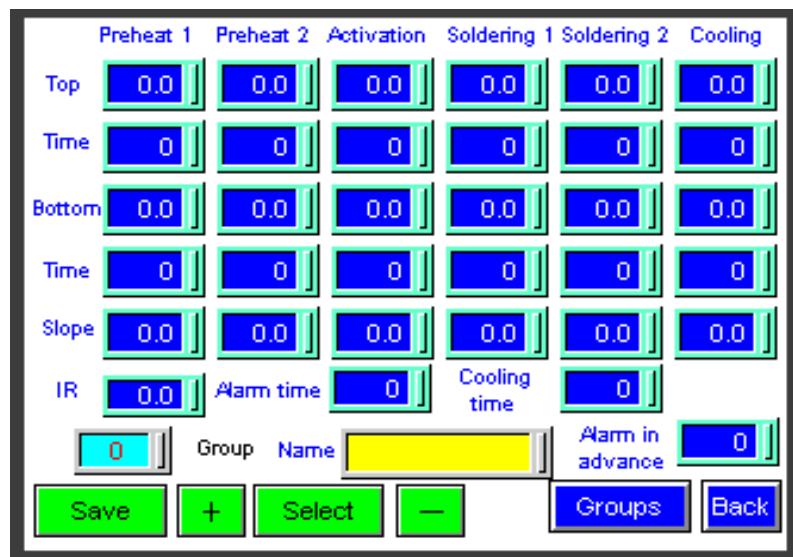 Preheat 1 Preheat 2 Activation Soldering 1 Soldering 2 Cooling
Top 0.0 0.0 0.0 0.0 0.0 0.0
Time 0 0 0 0 0 0
Bottom 0.0 0.0 0.0 0.0 0.0 0.0
Time 0 0 0 0 0 0
Slope 0.0 0.0 0.0 0.0 0.0 0.0
IR 0.0 Alarm time 0 Cooling time 0
0 Group Name Alarm in advance 0
Save + Select — Groups Back